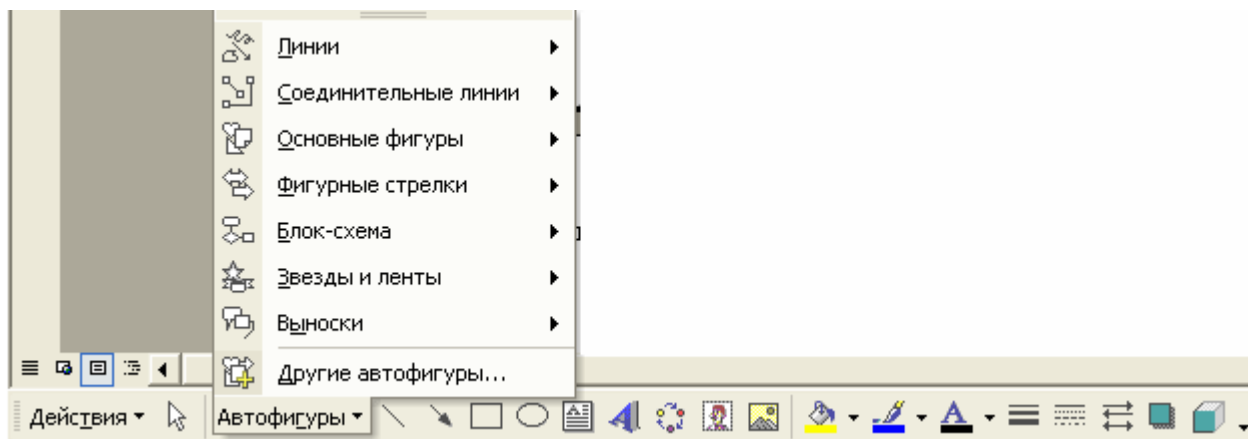 Линии
Соединительные линии
Основные фигуры
Фигурные стрелки
Блок-схема
Звезды и ленты
Выноски
Другие автофигуры...
Действия Автофигуры